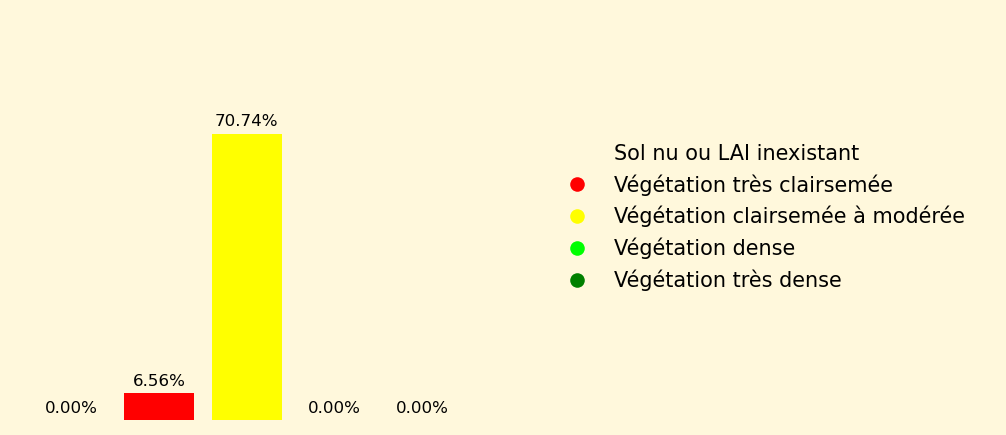 70.74%
6.56%
0.00%
0.00%
0.00%
Sol nu ou LAI inexistant
Végétation très clairsemée
Végétation clairsemée à modérée
Végétation dense
Végétation très dense